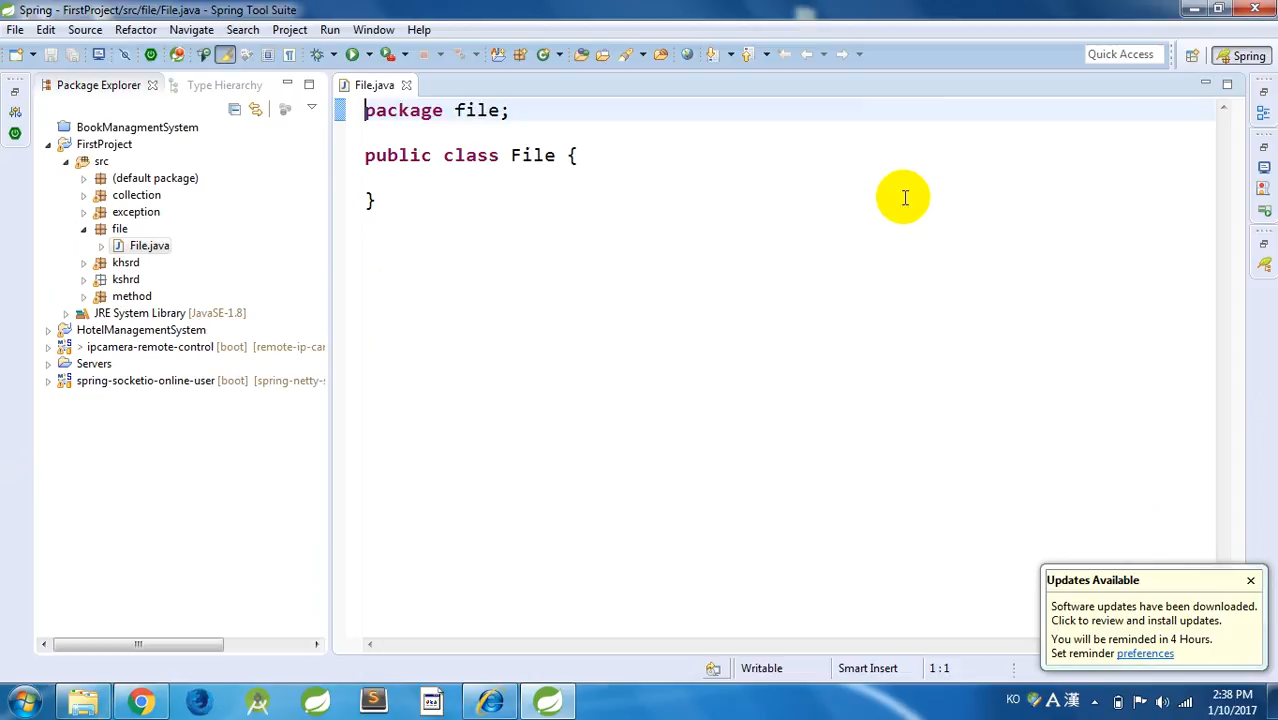 Spring - FirstProject/src/file/File.java - Spring Tool Suite
File Edit Source Refactor Navigate Search Project Run Window Help
Quick Access
Spring
Package Explorer
Type Hierarchy
File.java
package file;
public class File {
}
BookManagmentSystem
FirstProject
src
(default package)
collection
exception
file
File.java
khsrd
kshrd
method
JRE System Library [JavaSE-1.8]
HotelManagementSystem
> ipcamera-remote-control [boot] [remote-ip-car
Servers
spring-socketio-online-user [boot] [spring-netty-s
Updates Available
Software updates have been downloaded.
Click to review and install updates.
You will be reminded in 4 Hours.
Set reminder preferences
Writable
Smart Insert
1 : 1
KO
A 漢
2:38 PM
1/10/2017